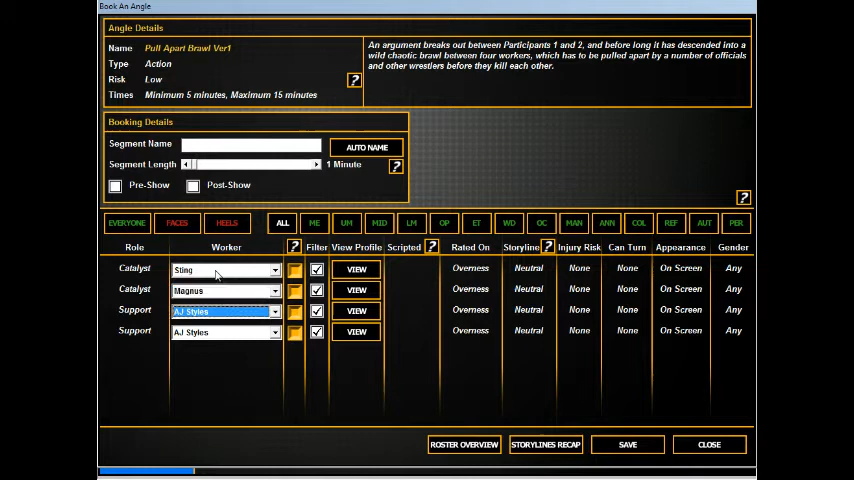 Book An Angle
Angle Details
Name Pull Apart Brawl Ver1
Type Action
Risk Low ?
Times Minimum 5 minutes, Maximum 15 minutes
An argument breaks out between Participants 1 and 2, and before long it has descended into a
wild chaotic brawl between four workers, which has to be pulled apart by a number of officials
and other wrestlers before they kill each other.
Booking Details
Segment Name AUTO NAME
Segment Length 1 Minute ?
Pre-Show Post-Show
?
EVERYONE FACES HEELS ALL ME UM MID LM OP ET WD OC MAN ANN COL REF AUT PER
Role Worker ? Filter View Profile Scripted ? Rated On Storyline ? Injury Risk Can Turn Appearance Gender
Catalyst Sting VIEW Overness Neutral None None On Screen Any
Catalyst Magnus VIEW Overness Neutral None None On Screen Any
Support AJ Styles VIEW Overness Neutral None None On Screen Any
Support AJ Styles VIEW Overness Neutral None None On Screen Any
ROSTER OVERVIEW STORYLINES RECAP SAVE CLOSE